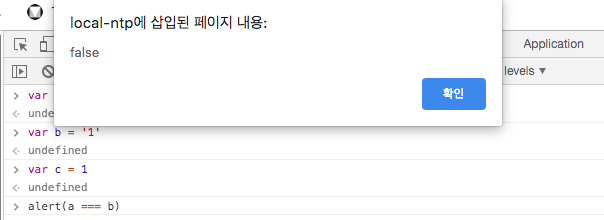 local-ntp에 삽입된 페이지 내용:
false
확인
Application
levels ▼
> var
< unde
> var b = '1'
< undefined
> var c = 1
< undefined
> alert(a === b)